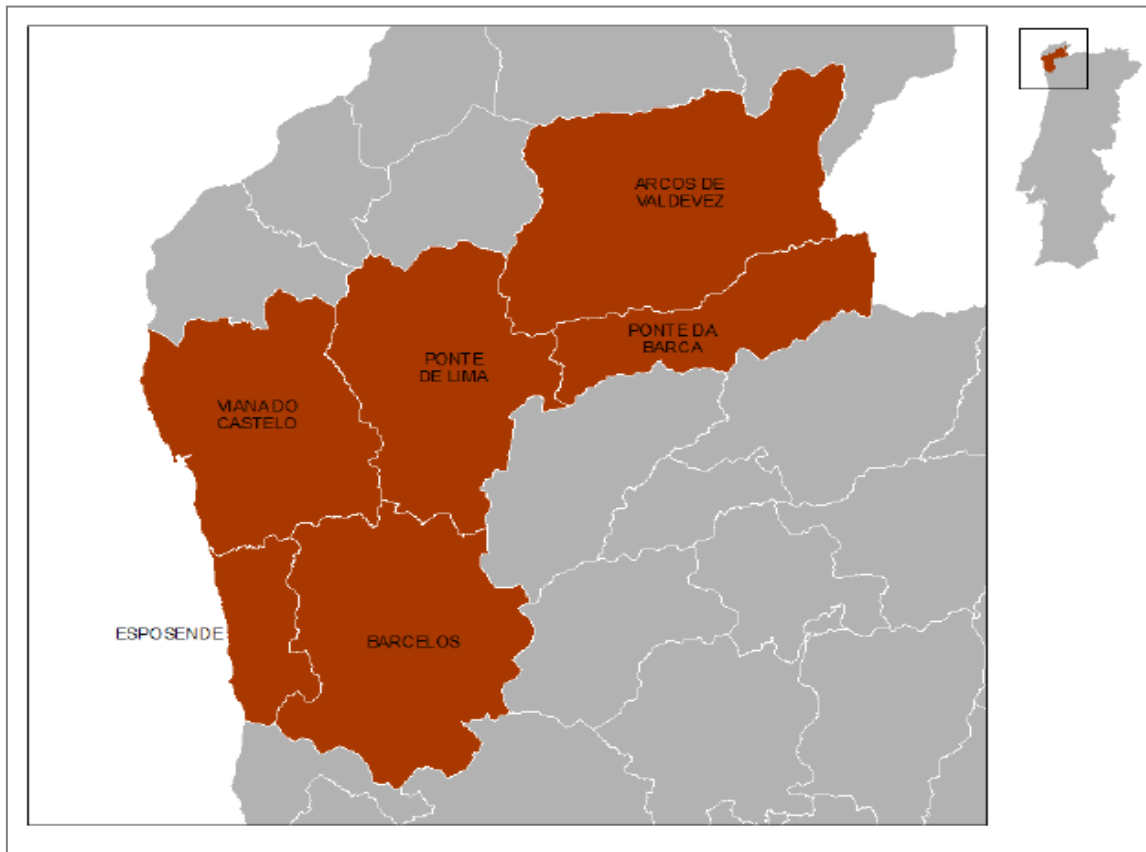 ARCOS DE
VALDEVEZ
PONTE DA
BARCA
PONTE
DE LIMA
VIANA DO
CASTELO
ESPOSENDE
BARCELOS